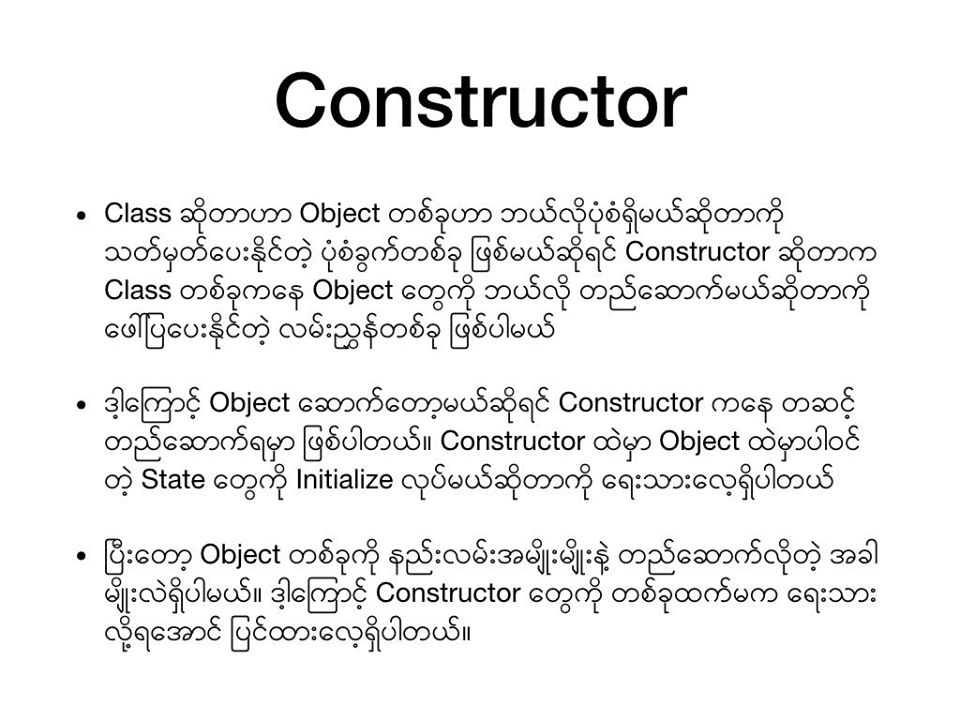 Constructor
• Class ဆိုတာဟာ Object တစ်ခုဟာ ဘယ်လိုပုံစံရှိမယ်ဆိုတာကို
သတ်မှတ်ပေးနိုင်တဲ့ ပုံစံခွက်တစ်ခု ဖြစ်မယ်ဆိုရင် Constructor ဆိုတာက
Class တစ်ခုကနေ Object တွေကို ဘယ်လို တည်ဆောက်မယ်ဆိုတာကို
ဖေါ်ပြပေးနိုင်တဲ့ လမ်းညွှန်တစ်ခု ဖြစ်ပါမယ်
• ဒါ့ကြောင့် Object ဆောက်တော့မယ်ဆိုရင် Constructor ကနေ တဆင့်
တည်ဆောက်ရမှာ ဖြစ်ပါတယ်။ Constructor ထဲမှာ Object ထဲမှာပါဝင်
တဲ့ State တွေကို Initialize လုပ်မယ်ဆိုတာကို ရေးသားလေ့ရှိပါတယ်
• ပြီးတော့ Object တစ်ခုကို နည်းလမ်းအမျိုးမျိုးနဲ့ တည်ဆောက်လိုတဲ့ အခါ
မျိုးလဲရှိပါမယ်။ ဒါ့ကြောင့် Constructor တွေကို တစ်ခုထက်မက ရေးသား
လို့ရအောင် ပြင်ထားလေ့ရှိပါတယ်။